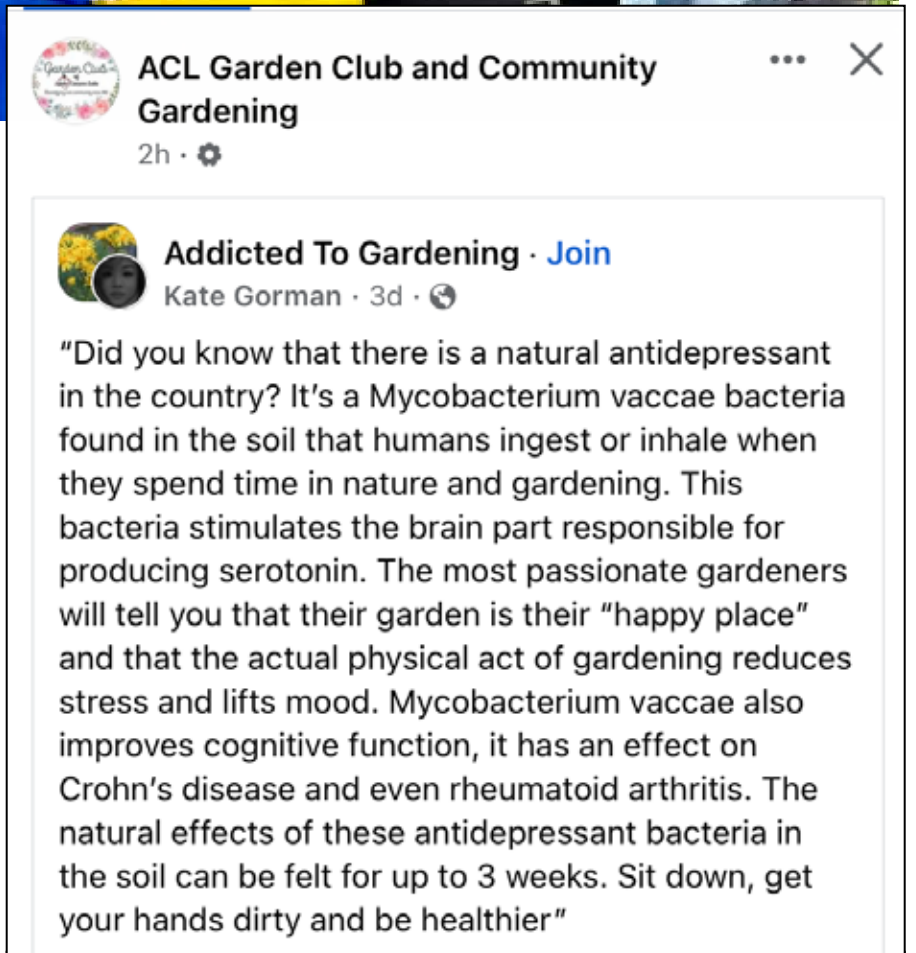 Garden Club
ACL Garden Club and Community
Gardening
2h ·
Addicted To Gardening · Join
Kate Gorman · 3d ·
"Did you know that there is a natural antidepressant
in the country? It's a Mycobacterium vaccae bacteria
found in the soil that humans ingest or inhale when
they spend time in nature and gardening. This
bacteria stimulates the brain part responsible for
producing serotonin. The most passionate gardeners
will tell you that their garden is their "happy place"
and that the actual physical act of gardening reduces
stress and lifts mood. Mycobacterium vaccae also
improves cognitive function, it has an effect on
Crohn's disease and even rheumatoid arthritis. The
natural effects of these antidepressant bacteria in
the soil can be felt for up to 3 weeks. Sit down, get
your hands dirty and be healthier"